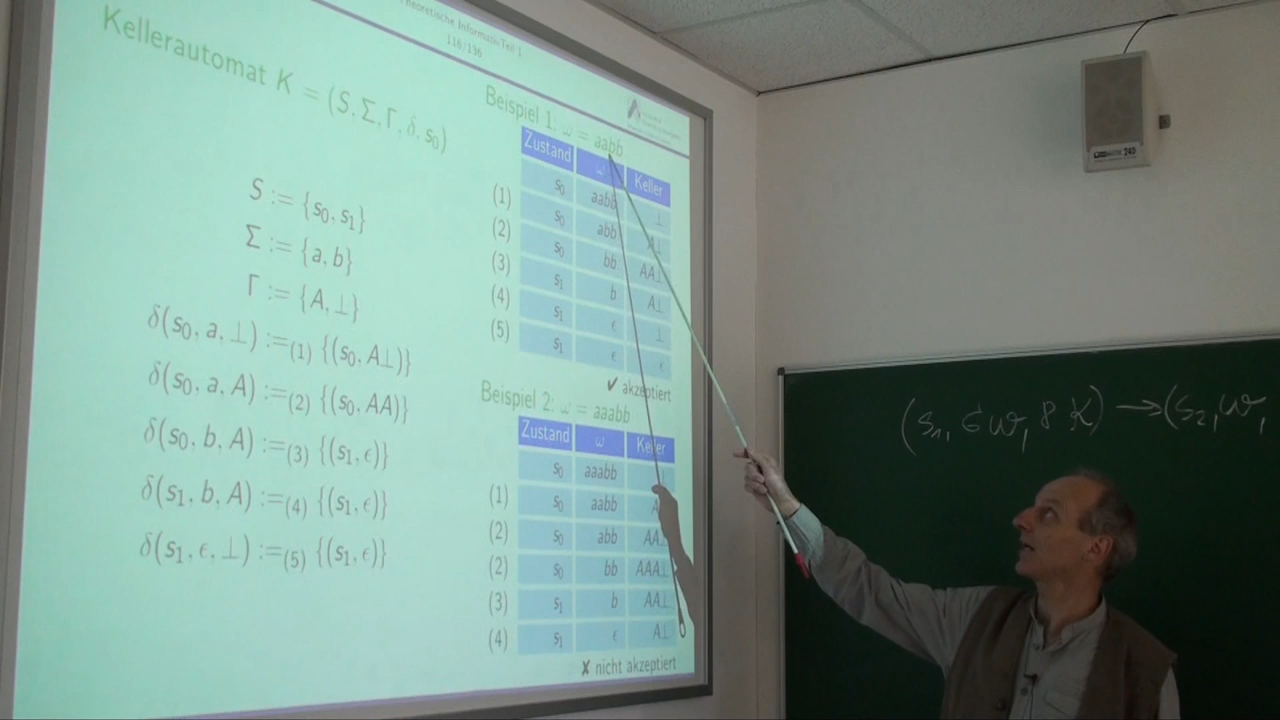 Theoretische Informatik Teil 1
116/136
Kellerautomat K = (S, Σ, Γ, δ, s₀)
S := {s₀, s₁}
Σ := {a, b}
Γ := {A, ⊥}
δ(s₀, a, ⊥) :=₍₁₎ {(s₀, A⊥)}
δ(s₀, a, A) :=₍₂₎ {(s₀, AA)}
δ(s₀, b, A) :=₍₃₎ {(s₁, ϵ)}
δ(s₁, b, A) :=₍₄₎ {(s₁, ϵ)}
δ(s₁, ϵ, ⊥) :=₍₅₎ {(s₁, ϵ)}
Beispiel 1: ω = aabb
Zustand ω Keller
s₀ aabb ⊥
(1) s₀ abb A⊥
(2) s₀ bb AA⊥
(3) s₁ b A⊥
(4) s₁ ϵ ⊥
(5) s₁ ϵ ϵ
✔ akzeptiert
Beispiel 2: ω = aaabb
Zustand ω Keller
s₀ aaabb ⊥
(1) s₀ aabb A⊥
(2) s₀ abb AA⊥
(2) s₀ bb AAA⊥
(3) s₁ b AA⊥
(4) s₁ ϵ A⊥
✘ nicht akzeptiert
240
(s₁, σω, γK) → (s₂, ω,